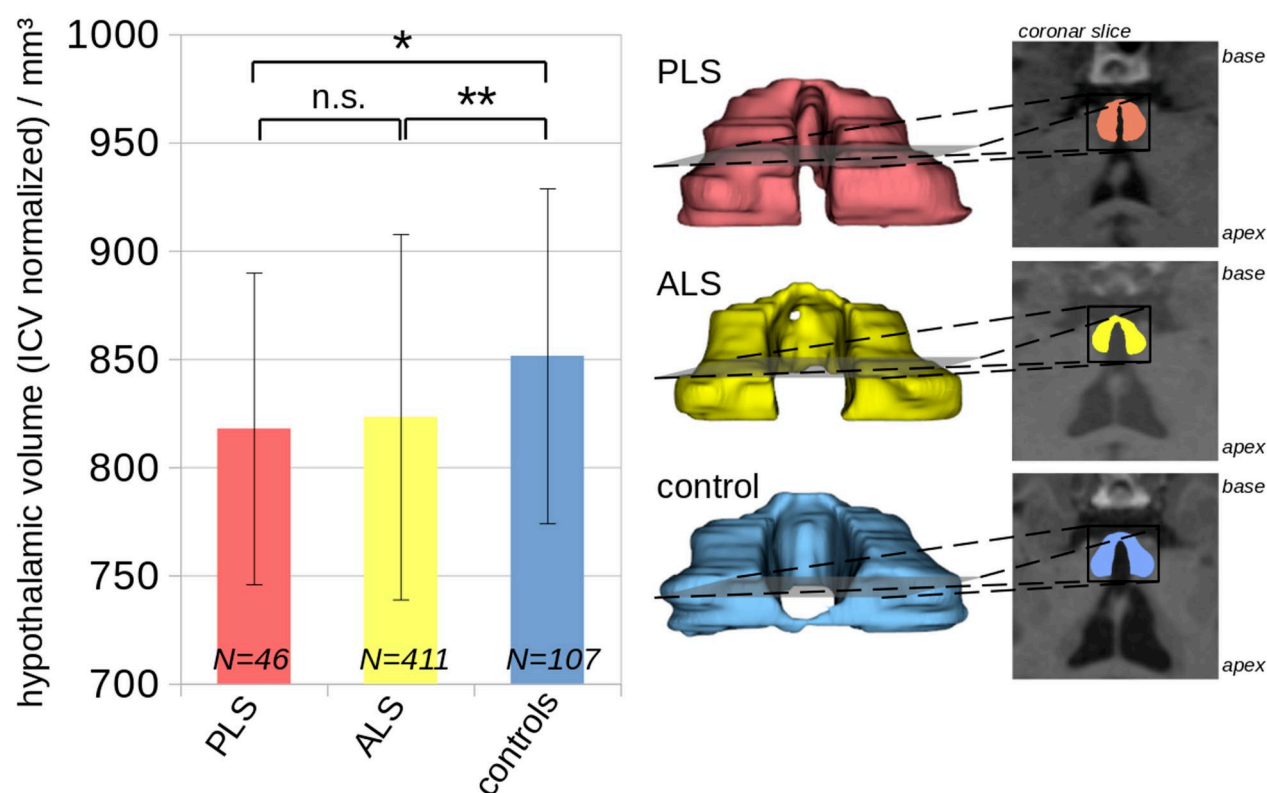 hypothalamic volume (ICV normalized) / mm³
1000
950
900
850
800
750
700
*
n.s.
**
N=46
N=411
N=107
PLS
ALS
controls
coronar slice
PLS
base
apex
ALS
base
apex
control
base
apex